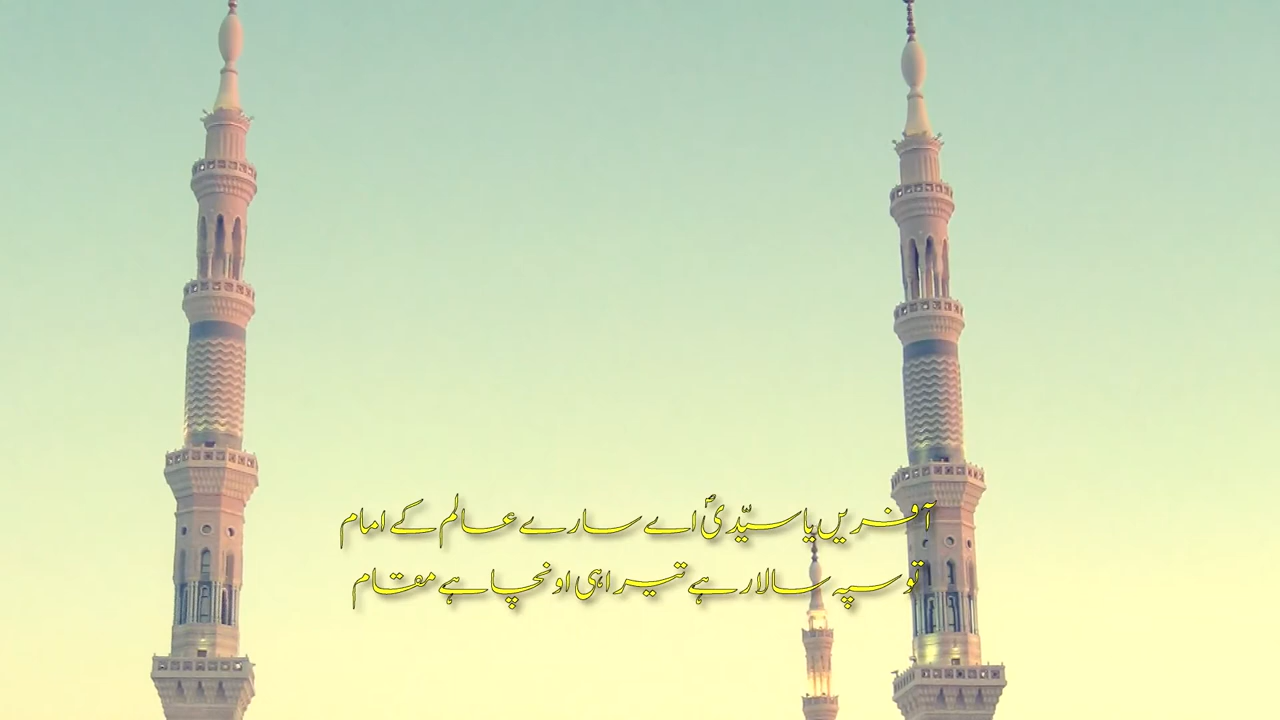 آفریں یا سیّدیؐ اے سارے عالم کے امام
تو سپہ سالار ہے تیرا ہی اونچا ہے مقام